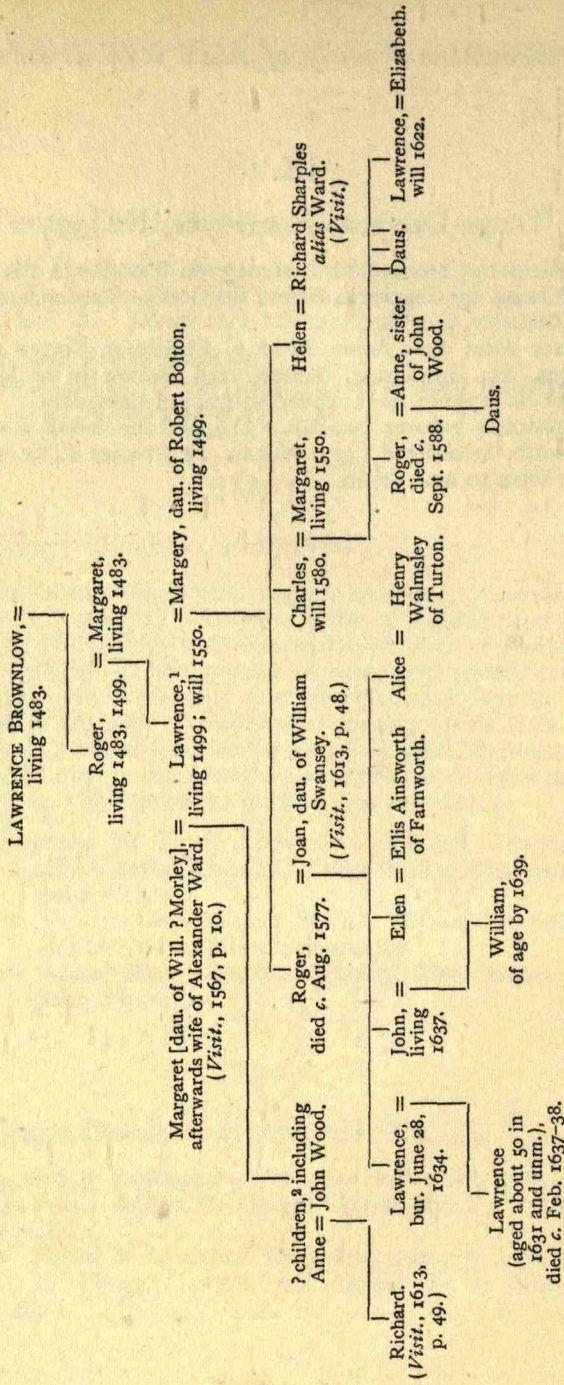 LAWRENCE BROWNLOW, =
living 1483.
Roger, = Margaret,
living 1483, 1499. living 1483.
Margaret [dau. of Will. ? Morley], = Lawrence,¹ = Margery, dau. of Robert Bolton,
afterwards wife of Alexander Ward. living 1499; will 1550. living 1499.
(Visit., 1567, p. 10.)
? children,² including
Anne = John Wood.
Roger,
died c. Aug. 1577.
= Joan, dau. of William
Swansey.
(Visit., 1613, p. 48.)
Charles, = Margaret,
will 1580. living 1550.
Helen = Richard Sharples
alias Ward.
(Visit.)
Richard.
(Visit., 1613,
p. 49.)
Lawrence, =
bur. June 28,
1634.
John, =
living
1637.
Ellen = Ellis Ainsworth
of Farnworth.
Alice = Henry
Walmsley
of Turton.
Roger,
died c.
Sept. 1588.
= Anne, sister
of John
Wood.
Daus.
Lawrence, = Elizabeth.
will 1622.
Lawrence
(aged about 50 in
1631 and unm.),
died c. Feb. 1637-38.
William,
of age by 1639.
Daus.